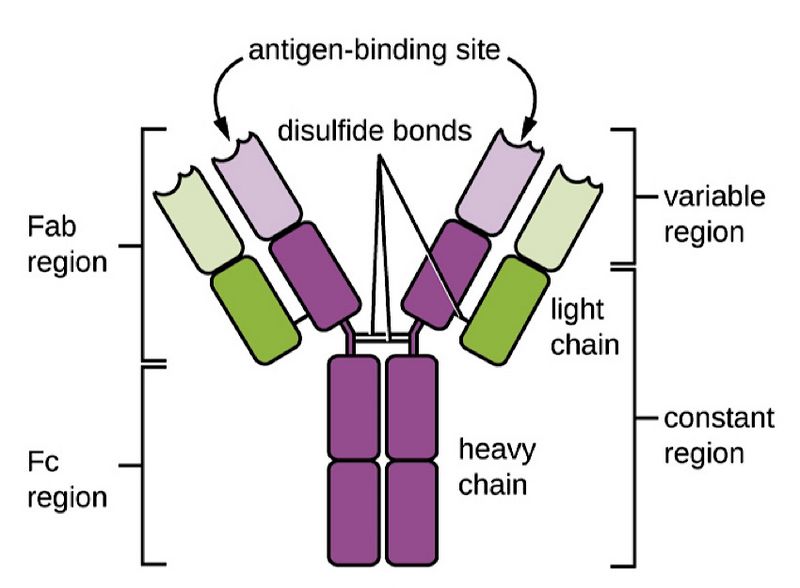 antigen-binding site
disulfide bonds
Fab
region
variable
region
light
chain
Fc
region
heavy
chain
constant
region